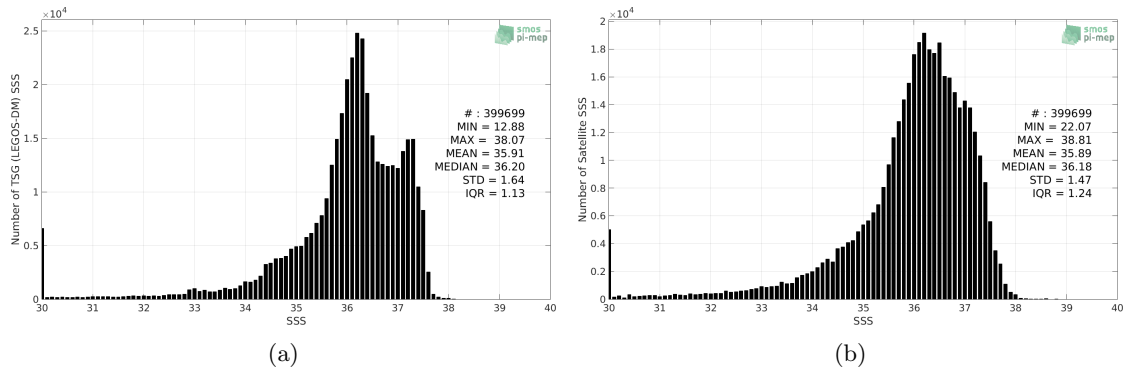 ×10⁴
2.5
2
1.5
1
0.5
0
Number of TSG (LEGOS-DM) SSS
30 31 32 33 34 35 36 37 38 39 40
SSS
smos
pi-mep
# : 399699
MIN = 12.88
MAX = 38.07
MEAN = 35.91
MEDIAN = 36.20
STD = 1.64
IQR = 1.13
(a)
×10⁴
2
1.8
1.6
1.4
1.2
1
0.8
0.6
0.4
0.2
0
Number of Satellite SSS
30 31 32 33 34 35 36 37 38 39 40
SSS
smos
pi-mep
# : 399699
MIN = 22.07
MAX = 38.81
MEAN = 35.89
MEDIAN = 36.18
STD = 1.47
IQR = 1.24
(b)